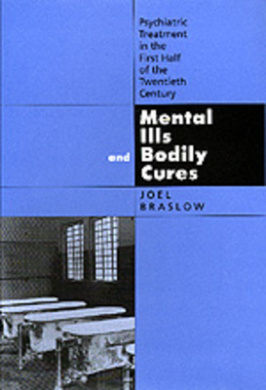 Psychiatric
Treatment
in the
First Half
of the
Twentieth
Century
Mental
Ills
and Bodily
Cures
JOEL
BRASLOW